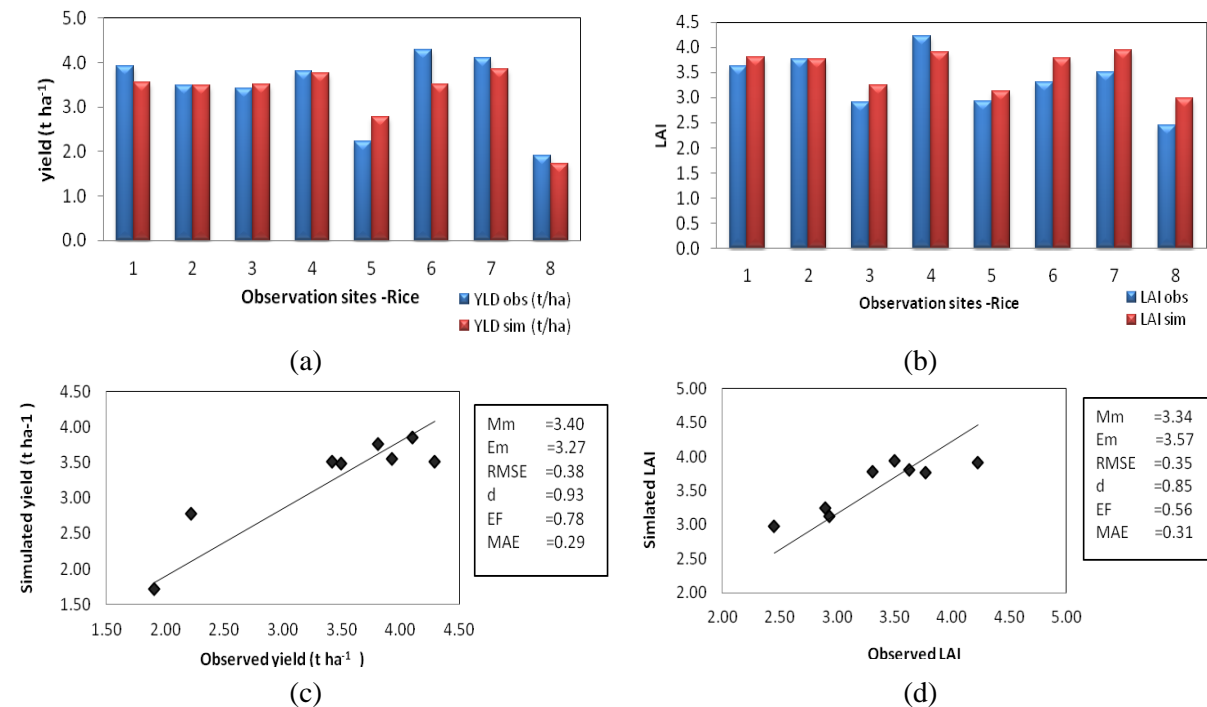 5.0
4.0
3.0
2.0
1.0
0.0
yield (t ha-1)
1 2 3 4 5 6 7 8
Observation sites -Rice
YLD obs (t/ha)
YLD sim (t/ha)
(a)
4.5
4.0
3.5
3.0
2.5
2.0
1.5
1.0
0.5
0.0
LAI
1 2 3 4 5 6 7 8
Observation sites -Rice
LAI obs
LAI sim
(b)
4.50
4.00
3.50
3.00
2.50
2.00
1.50
Simulated yield (t ha-1 )
1.50 2.00 2.50 3.00 3.50 4.00 4.50
Observed yield (t ha-1 )
Mm =3.40
Em =3.27
RMSE =0.38
d =0.93
EF =0.78
MAE =0.29
(c)
5.00
4.50
4.00
3.50
3.00
2.50
2.00
Simlated LAI
2.00 2.50 3.00 3.50 4.00 4.50 5.00
Observed LAI
Mm =3.34
Em =3.57
RMSE =0.35
d =0.85
EF =0.56
MAE =0.31
(d)